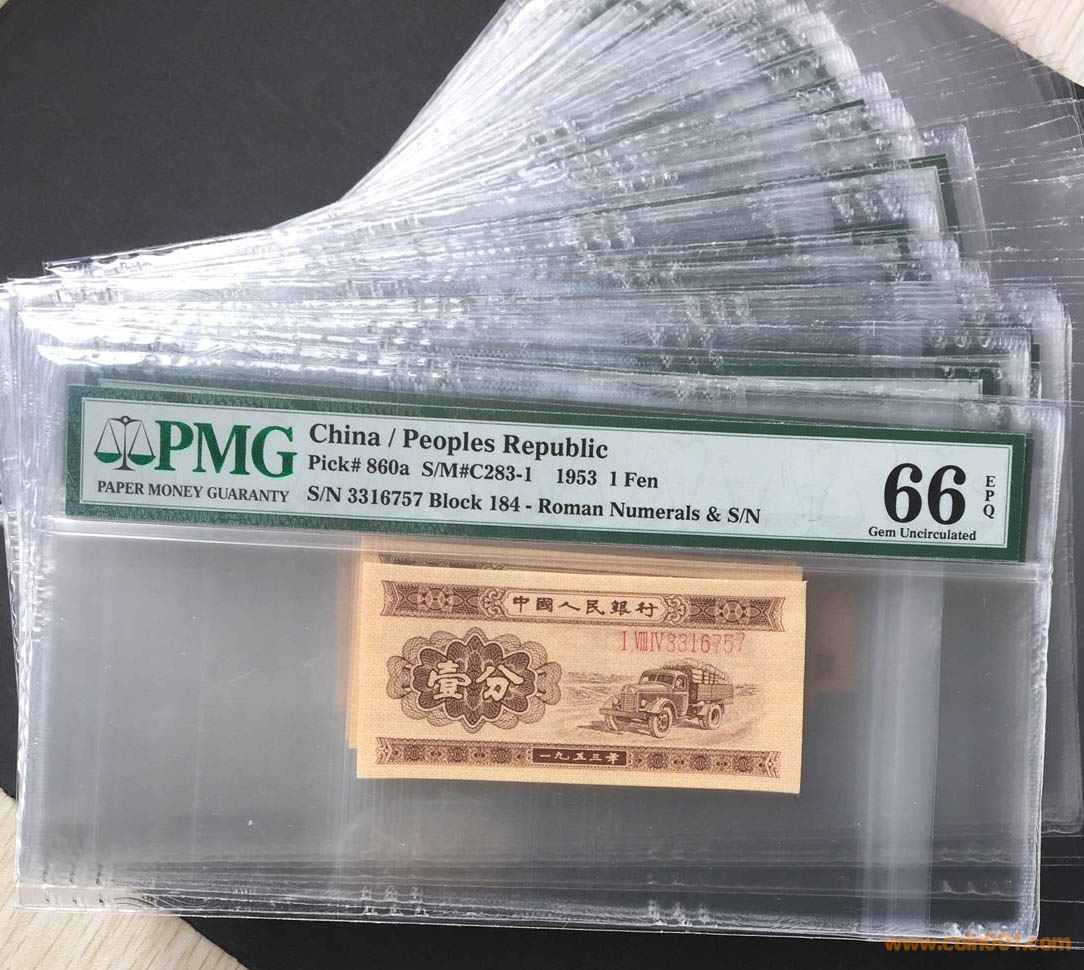 PMG
PAPER MONEY GUARANTY
China / Peoples Republic
Pick# 860a S/M#C283-1 1953 1 Fen
S/N 3316757 Block 184 - Roman Numerals & S/N
66
EPQ
Gem Uncirculated
中國人民銀行
I VIII IV 3316757
壹分
一九五三年
www.coin001.com